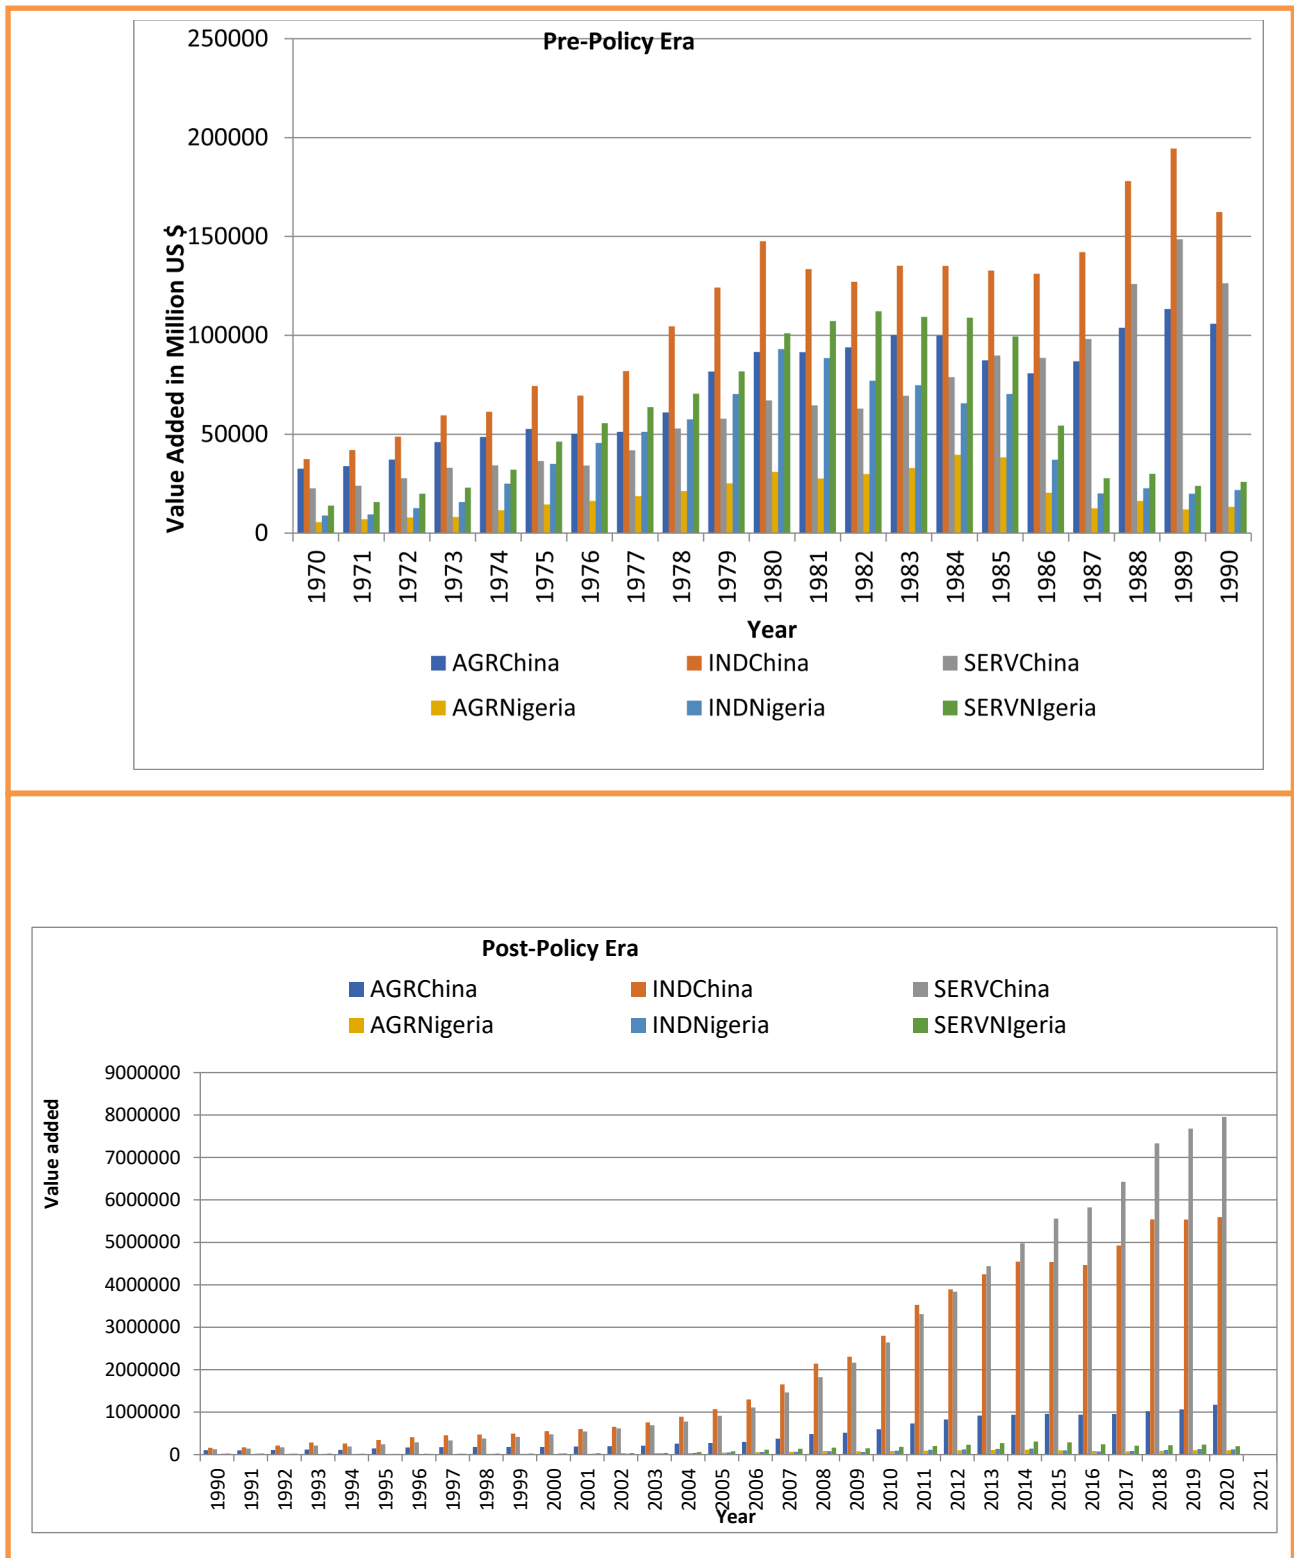 Pre-Policy Era
250000
200000
150000
100000
50000
0
Value Added in Million US $
1970 1971 1972 1973 1974 1975 1976 1977 1978 1979 1980 1981 1982 1983 1984 1985 1986 1987 1988 1989 1990
Year
AGRChina INDChina SERVChina
AGRNigeria INDNigeria SERVNIgeria
Post-Policy Era
AGRChina INDChina SERVChina
AGRNigeria INDNigeria SERVNIgeria
9000000
8000000
7000000
6000000
5000000
4000000
3000000
2000000
1000000
0
Value added
1990 1991 1992 1993 1994 1995 1996 1997 1998 1999 2000 2001 2002 2003 2004 2005 2006 2007 2008 2009 2010 2011 2012 2013 2014 2015 2016 2017 2018 2019 2020 2021
Year